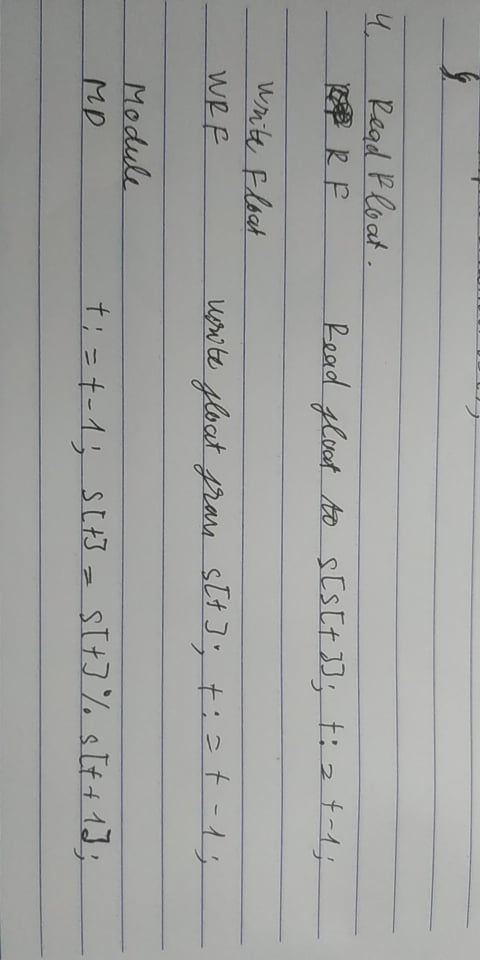 4. Read Float.
RF Read float to s[s[t]]; t:=t-1;
Write Float
WRF write float from s[t]; t:=t-1;
Module
MD t:=t-1; s[t]=s[t]%s[t+1];